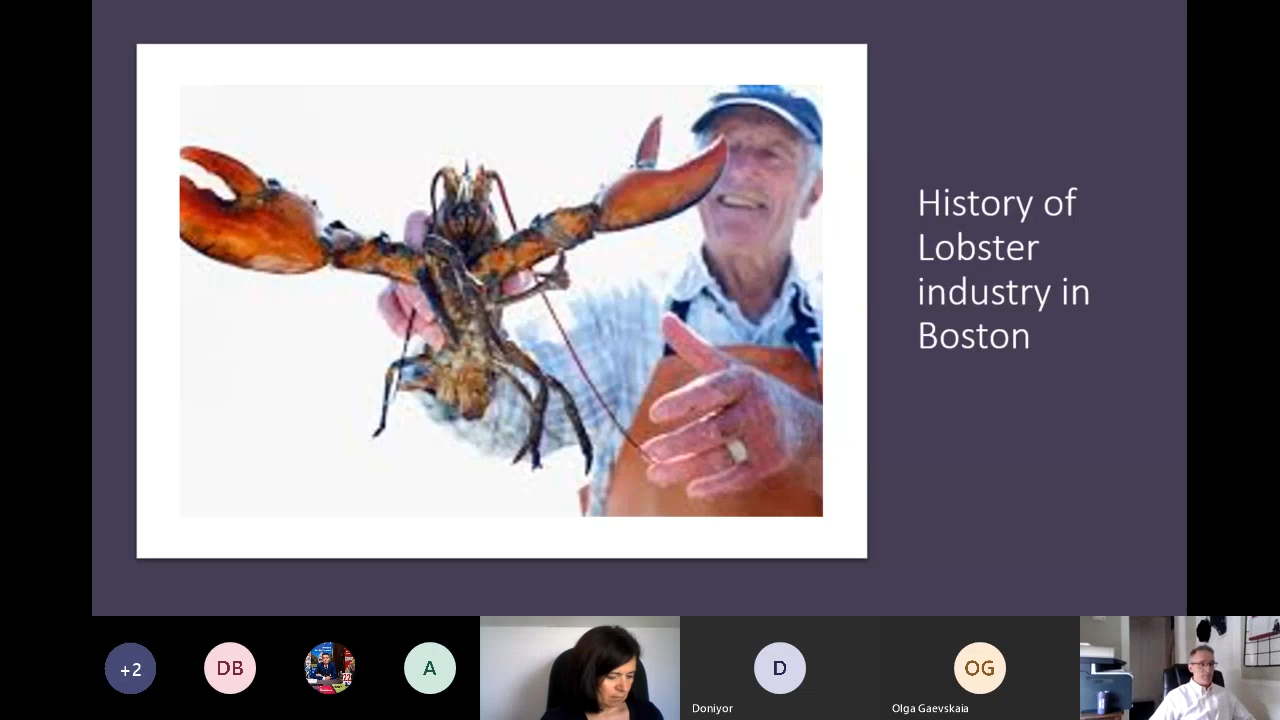 History of
Lobster
industry in
Boston
+2
DB
A
D
OG
Doniyor
Olga Gaevskaia